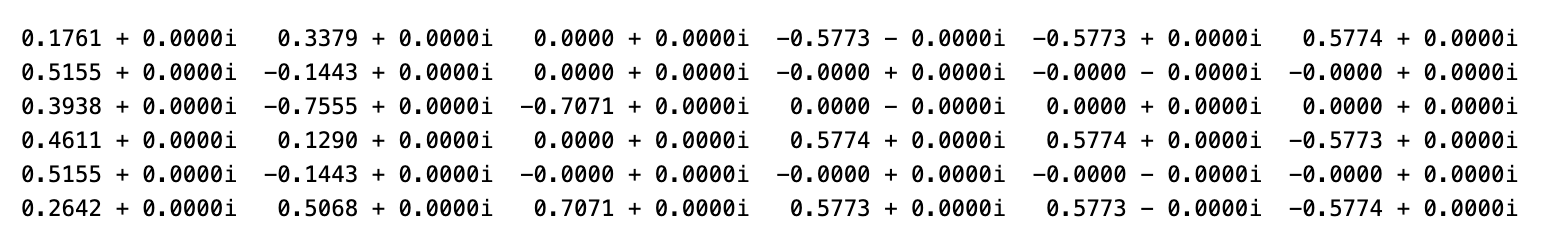 0.1761 + 0.0000i 0.3379 + 0.0000i 0.0000 + 0.0000i −0.5773 − 0.0000i −0.5773 + 0.0000i 0.5774 + 0.0000i
0.5155 + 0.0000i −0.1443 + 0.0000i 0.0000 + 0.0000i −0.0000 + 0.0000i −0.0000 − 0.0000i −0.0000 + 0.0000i
0.3938 + 0.0000i −0.7555 + 0.0000i −0.7071 + 0.0000i 0.0000 − 0.0000i 0.0000 + 0.0000i 0.0000 + 0.0000i
0.4611 + 0.0000i 0.1290 + 0.0000i 0.0000 + 0.0000i 0.5774 + 0.0000i 0.5774 + 0.0000i −0.5773 + 0.0000i
0.5155 + 0.0000i −0.1443 + 0.0000i −0.0000 + 0.0000i −0.0000 + 0.0000i −0.0000 − 0.0000i −0.0000 + 0.0000i
0.2642 + 0.0000i 0.5068 + 0.0000i 0.7071 + 0.0000i 0.5773 + 0.0000i 0.5773 − 0.0000i −0.5774 + 0.0000i